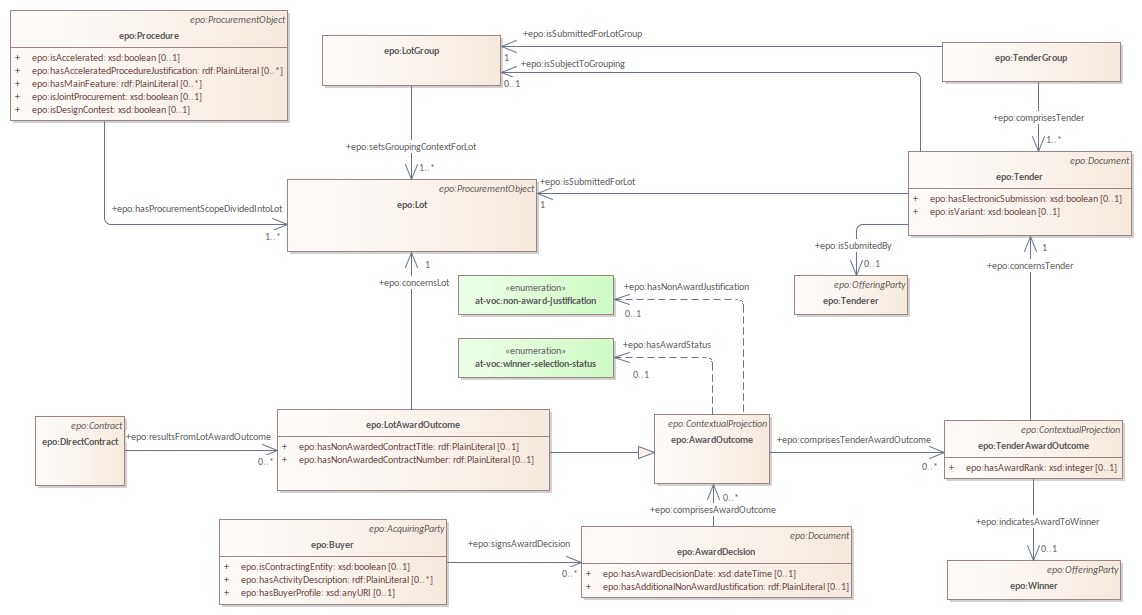 epo:ProcurementObject
epo:Procedure
+ epo:isAccelerated: xsd:boolean [0..1]
+ epo:hasAcceleratedProcedureJustification: rdf:PlainLiteral [0..*]
+ epo:hasMainFeature: rdf:PlainLiteral [0..*]
+ epo:isJointProcurement: xsd:boolean [0..1]
+ epo:isDesignContest: xsd:boolean [0..1]
epo:LotGroup
+epo:isSubmittedForLotGroup
1
+epo:isSubjectToGrouping
0..1
epo:TenderGroup
+epo:comprisesTender
1..*
+epo:setsGroupingContextForLot
1..*
epo:Document
epo:Tender
+ epo:hasElectronicSubmission: xsd:boolean [0..1]
+ epo:isVariant: xsd:boolean [0..1]
epo:ProcurementObject
epo:Lot
+epo:isSubmittedForLot
1
+epo:hasProcurementScopeDividedIntoLot
1..*
+epo:isSubmitedBy
0..1
1
+epo:concernsTender
1
+epo:concernsLot
epo:OfferingParty
epo:Tenderer
«enumeration»
at-voc:non-award-justification
+epo:hasNonAwardJustification
0..1
«enumeration»
at-voc:winner-selection-status
+epo:hasAwardStatus
0..1
epo:Contract
epo:DirectContract
+epo:resultsFromLotAwardOutcome
0..*
epo:LotAwardOutcome
+ epo:hasNonAwardedContractTitle: rdf:PlainLiteral [0..1]
+ epo:hasNonAwardedContractNumber: rdf:PlainLiteral [0..1]
epo:ContextualProjection
epo:AwardOutcome
+epo:comprisesTenderAwardOutcome
0..*
epo:ContextualProjection
epo:TenderAwardOutcome
+ epo:hasAwardRank: xsd:integer [0..1]
0..*
+epo:comprisesAwardOutcome
+epo:indicatesAwardToWinner
0..1
epo:AcquiringParty
epo:Buyer
+ epo:isContractingEntity: xsd:boolean [0..1]
+ epo:hasActivityDescription: rdf:PlainLiteral [0..*]
+ epo:hasBuyerProfile: xsd:anyURI [0..1]
+epo:signsAwardDecision
0..*
epo:Document
epo:AwardDecision
+ epo:hasAwardDecisionDate: xsd:dateTime [0..1]
+ epo:hasAdditionalNonAwardJustification: rdf:PlainLiteral [0..1]
epo:OfferingParty
epo:Winner